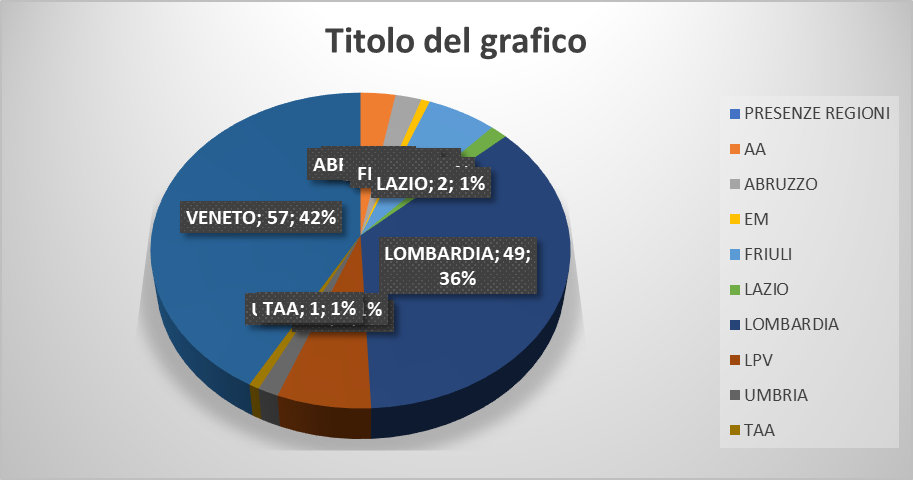 Titolo del grafico
LAZIO; 2; 1%
VENETO; 57; 42%
LOMBARDIA; 49;
36%
TAA; 1; 1%
PRESENZE REGIONI
AA
ABRUZZO
EM
FRIULI
LAZIO
LOMBARDIA
LPV
UMBRIA
TAA